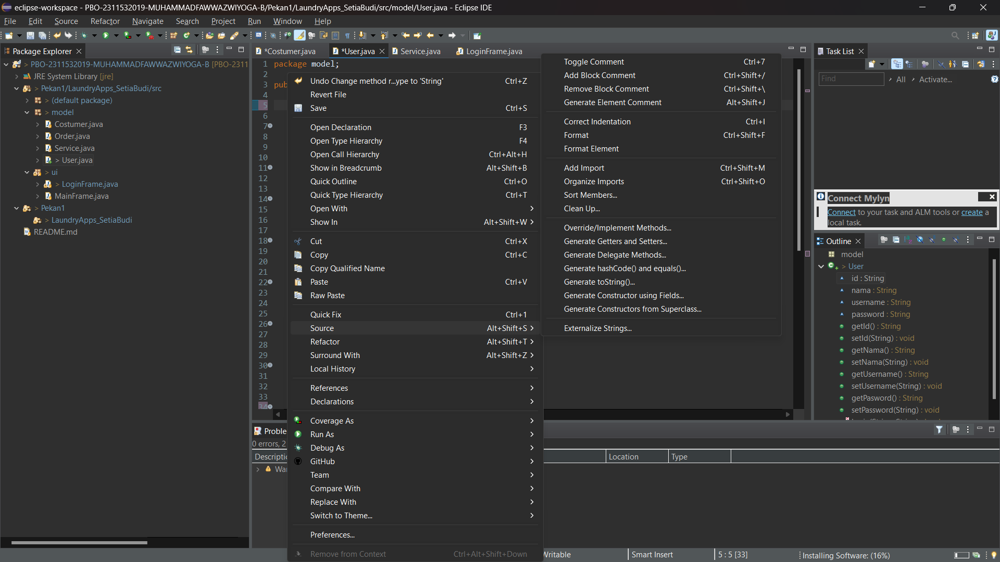 eclipse-workspace - PBO-2311532019-MUHAMMADFAWWAZWIYOGA-B/Pekan1/LaundryApps_SetiaBudi/src/model/User.java - Eclipse IDE
File Edit Source Refactor Navigate Search Project Run Window Help
Package Explorer
> PBO-2311532019-MUHAMMADFAWWAZWIYOGA-B [PBO-2311
JRE System Library [jre]
> Pekan1/LaundryApps_SetiaBudi/src
> (default package)
> model
Costumer.java
Order.java
Service.java
> User.java
> ui
> LoginFrame.java
MainFrame.java
> Pekan1
> LaundryApps_SetiaBudi
README.md
*Costumer.java *User.java Service.java LoginFrame.java
1 package model;
2
3 pub
4
5
6
7
8
9
10
11
12
13
14
15
16
17
18
19
20
21
22
23
24
25
26
27
28
29
30
31
32
33
34
Undo Change method r...ype to 'String' Ctrl+Z
Revert File
Save Ctrl+S
Open Declaration F3
Open Type Hierarchy F4
Open Call Hierarchy Ctrl+Alt+H
Show in Breadcrumb Alt+Shift+B
Quick Outline Ctrl+O
Quick Type Hierarchy Ctrl+T
Open With
Show In Alt+Shift+W
Cut Ctrl+X
Copy Ctrl+C
Copy Qualified Name
Paste Ctrl+V
Raw Paste
Quick Fix Ctrl+1
Source Alt+Shift+S
Refactor Alt+Shift+T
Surround With Alt+Shift+Z
Local History
References
Declarations
Coverage As
Run As
Debug As
GitHub
Team
Compare With
Replace With
Switch to Theme...
Preferences...
Remove from Context Ctrl+Alt+Shift+Down
Toggle Comment Ctrl+7
Add Block Comment Ctrl+Shift+/
Remove Block Comment Ctrl+Shift+\
Generate Element Comment Alt+Shift+J
Correct Indentation Ctrl+I
Format Ctrl+Shift+F
Format Element
Add Import Ctrl+Shift+M
Organize Imports Ctrl+Shift+O
Sort Members...
Clean Up...
Override/Implement Methods...
Generate Getters and Setters...
Generate Delegate Methods...
Generate hashCode() and equals()...
Generate toString()...
Generate Constructor using Fields...
Generate Constructors from Superclass...
Externalize Strings...
Task List
Find All Activate...
Connect Mylyn
Connect to your task and ALM tools or create a
local task.
Outline
model
> User
id : String
nama : String
username : String
password : String
getId() : String
setId(String) : void
getNama() : String
setNama(String) : void
getUsername() : String
setUsername(String) : void
getPasword() : String
setPassword(String) : void
Proble
0 errors, 2
Descriptic Location Type
Wa
Writable Smart Insert 5 : 5 [33] Installing Software: (16%)